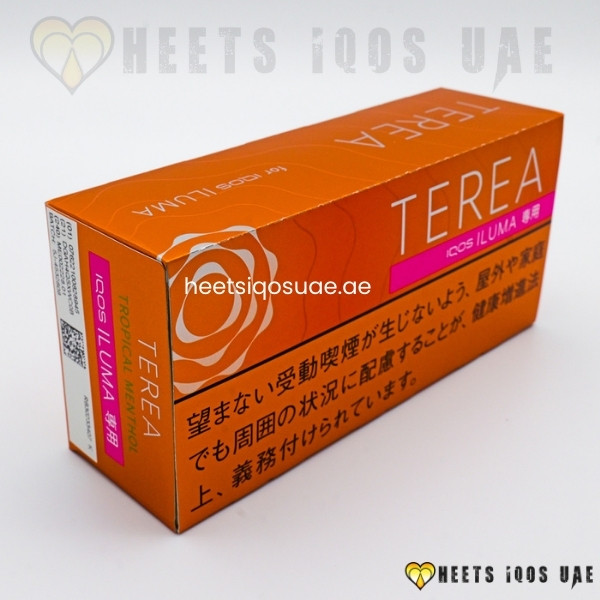 HEETS iQOS UAE
TEREA
for IQOS ILUMA
TEREA
IQOS ILUMA 専用
heetsiqosuae.ae
望まない受動喫煙が生じないよう、屋外や家庭
でも周囲の状況に配慮することが、健康増進法
上、義務付けられています。
TEREA
TROPICAL MENTHOL
IQOS ILUMA 専用
HEETS iQOS UAE